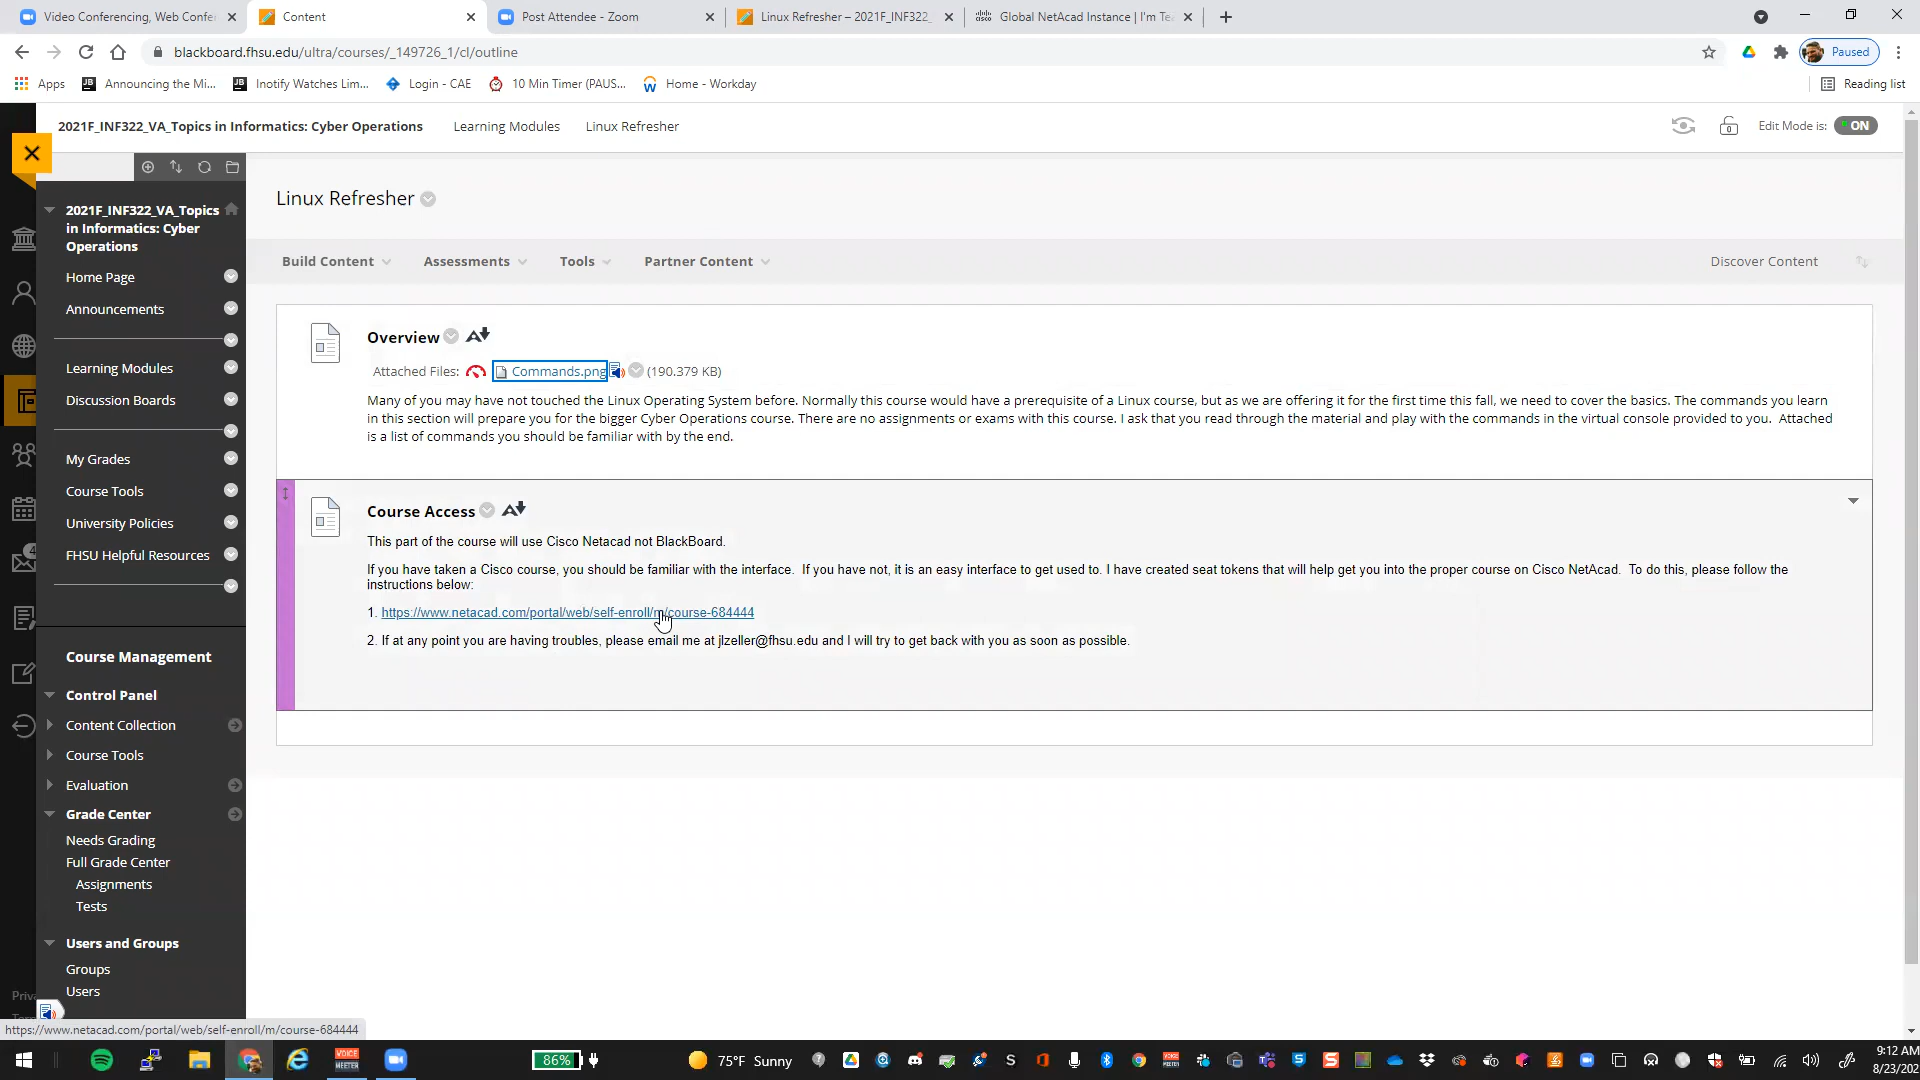 Video Conferencing, Web Confe
Content
Post Attendee - Zoom
Linux Refresher – 2021F_INF322_
Global NetAcad Instance | I'm Te
blackboard.fhsu.edu/ultra/courses/_149726_1/cl/outline
Paused
Apps
Announcing the Mi...
Inotify Watches Lim...
Login - CAE
10 Min Timer (PAUS...
Home - Workday
Reading list
2021F_INF322_VA_Topics in Informatics: Cyber Operations
Learning Modules
Linux Refresher
Edit Mode is:
ON
2021F_INF322_VA_Topics
in Informatics: Cyber
Operations
Home Page
Announcements
Learning Modules
Discussion Boards
My Grades
Course Tools
University Policies
FHSU Helpful Resources
Course Management
Control Panel
Content Collection
Course Tools
Evaluation
Grade Center
Needs Grading
Full Grade Center
Assignments
Tests
Users and Groups
Groups
Users
4
Priva
Linux Refresher
Build Content
Assessments
Tools
Partner Content
Discover Content
Overview
Attached Files:
Commands.png
(190.379 KB)
Many of you may have not touched the Linux Operating System before. Normally this course would have a prerequisite of a Linux course, but as we are offering it for the first time this fall, we need to cover the basics. The commands you learn
in this section will prepare you for the bigger Cyber Operations course. There are no assignments or exams with this course. I ask that you read through the material and play with the commands in the virtual console provided to you. Attached
is a list of commands you should be familiar with by the end.
Course Access
This part of the course will use Cisco Netacad not BlackBoard.
If you have taken a Cisco course, you should be familiar with the interface. If you have not, it is an easy interface to get used to. I have created seat tokens that will help get you into the proper course on Cisco NetAcad. To do this, please follow the
instructions below:
1. https://www.netacad.com/portal/web/self-enroll/m/course-684444
2. If at any point you are having troubles, please email me at jlzeller@fhsu.edu and I will try to get back with you as soon as possible.
https://www.netacad.com/portal/web/self-enroll/m/course-684444
VOICE
MEETER
86%
75°F Sunny
9:12 AM
8/23/202